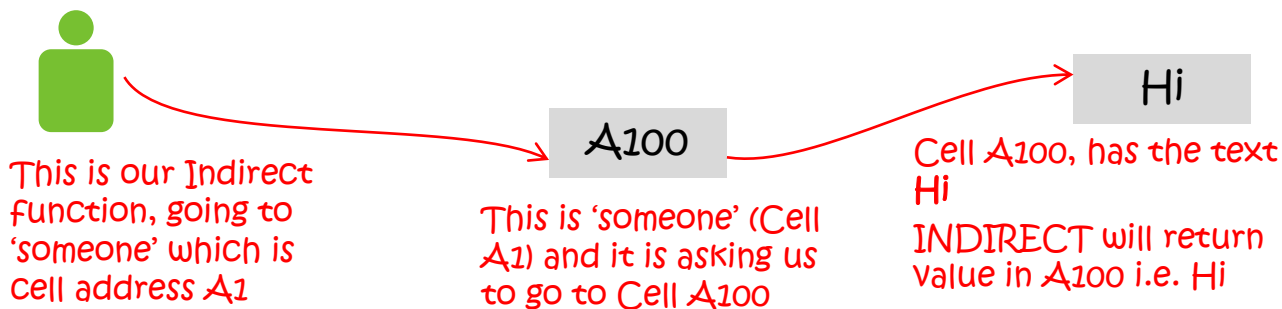 Hi
A100
This is our Indirect
function, going to
‘someone’ which is
cell address A1
This is ‘someone’ (Cell
A1) and it is asking us
to go to Cell A100
Cell A100, has the text
Hi
INDIRECT will return
value in A100 i.e. Hi